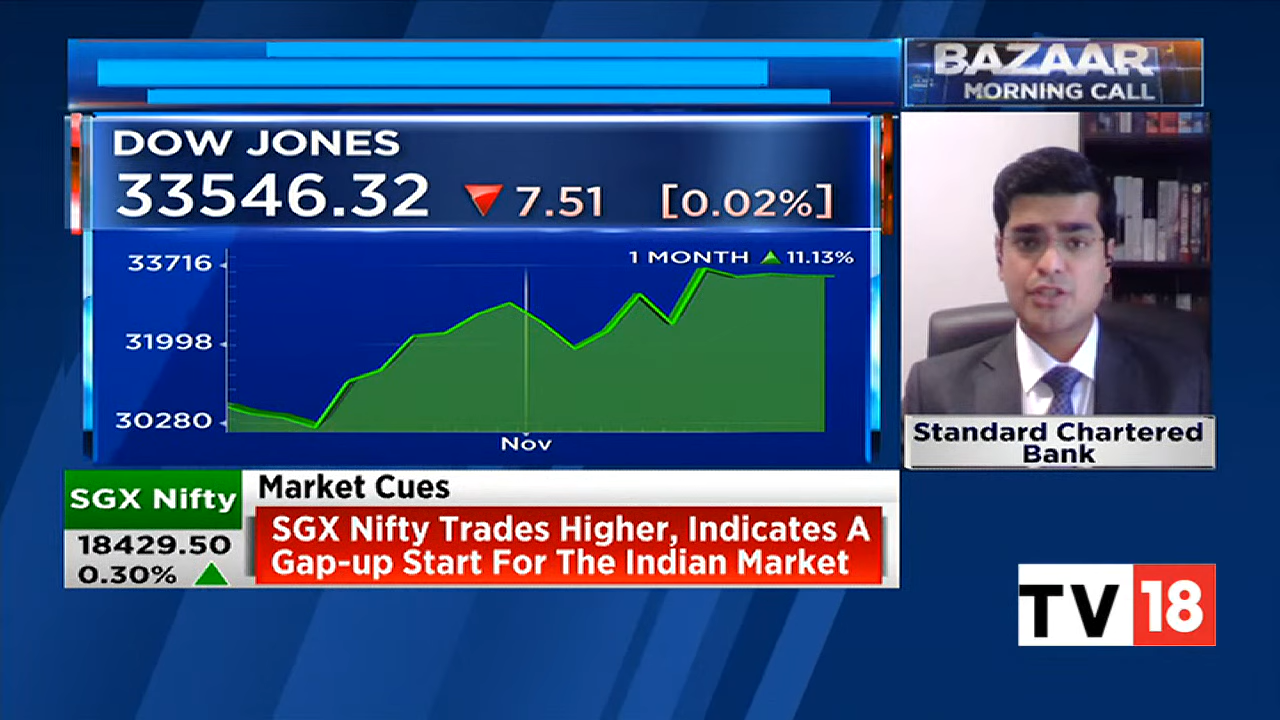 BAZAAR
MORNING CALL
DOW JONES
33546.32 ▼ 7.51 [0.02%]
1 MONTH ▲ 11.13%
33716
31998
30280
Nov
Standard Chartered
Bank
SGX Nifty
18429.50
0.30% ▲
Market Cues
SGX Nifty Trades Higher, Indicates A
Gap-up Start For The Indian Market
TV18